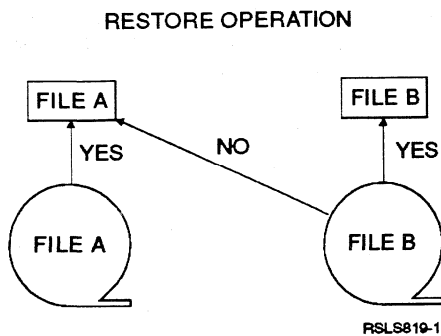 RESTORE OPERATION
FILE A
FILE B
YES
NO
YES
FILE A
FILE B
RSLS819-1